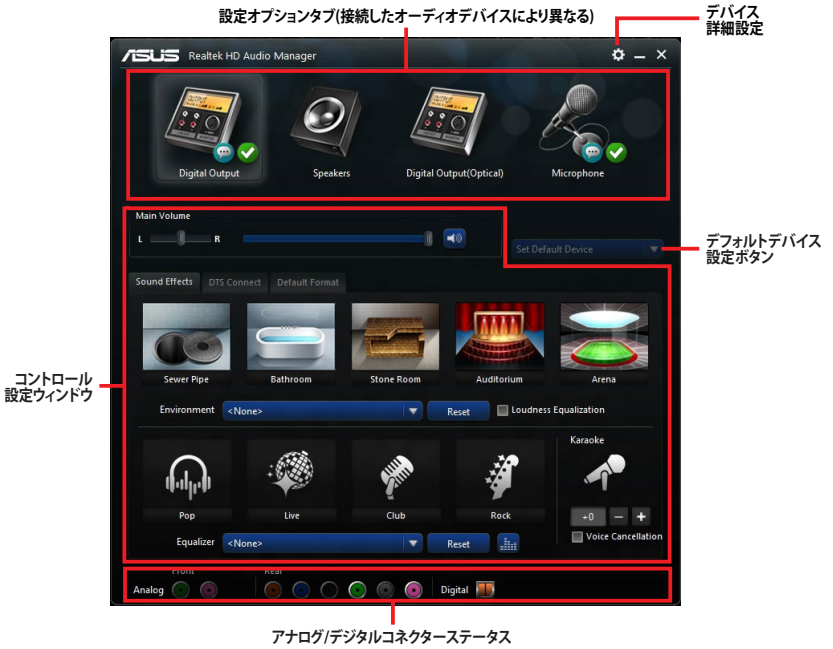 設定オプションタブ(接続したオーディオデバイスにより異なる)
デバイス
詳細設定
ASUS Realtek HD Audio Manager
Digital Output
Speakers
Digital Output(Optical)
Microphone
Main Volume
L R
Set Default Device
デフォルトデバイス
設定ボタン
Sound Effects DTS Connect Default Format
コントロール
設定ウィンドウ
Sewer Pipe
Bathroom
Stone Room
Auditorium
Arena
Environment <None> Reset Loudness Equalization
Karaoke
Pop
Live
Club
Rock
+0
Equalizer <None> Reset
Voice Cancellation
Front Rear
Analog Digital
アナログ/デジタルコネクターステータス